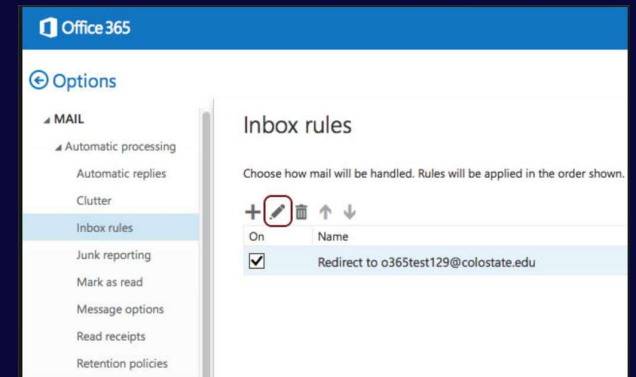 Office 365
Options
MAIL
Automatic processing
Automatic replies
Clutter
Inbox rules
Junk reporting
Mark as read
Message options
Read receipts
Retention policies
Inbox rules
Choose how mail will be handled. Rules will be applied in the order shown.
On Name
Redirect to o365test129@colostate.edu